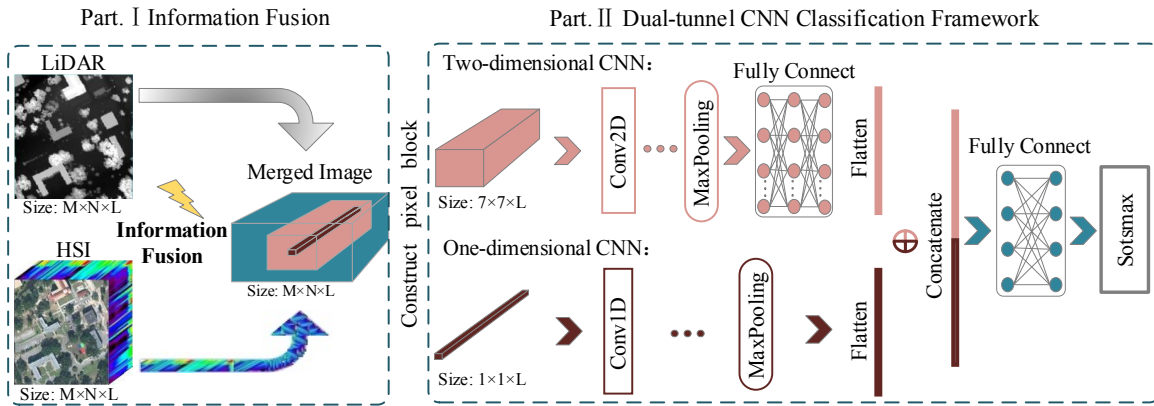 Part. Ⅰ Information Fusion
LiDAR
Size: M×N×L
Merged Image
Information
Fusion
Size: M×N×L
HSI
Size: M×N×L
Construct pixel block
Part. Ⅱ Dual-tunnel CNN Classification Framework
Two-dimensional CNN:
Size: 7×7×L
Conv2D
MaxPooling
Fully Connect
Flatten
One-dimensional CNN:
Size: 1×1×L
Conv1D
MaxPooling
Flatten
Concatenate
Fully Connect
Sotsmax